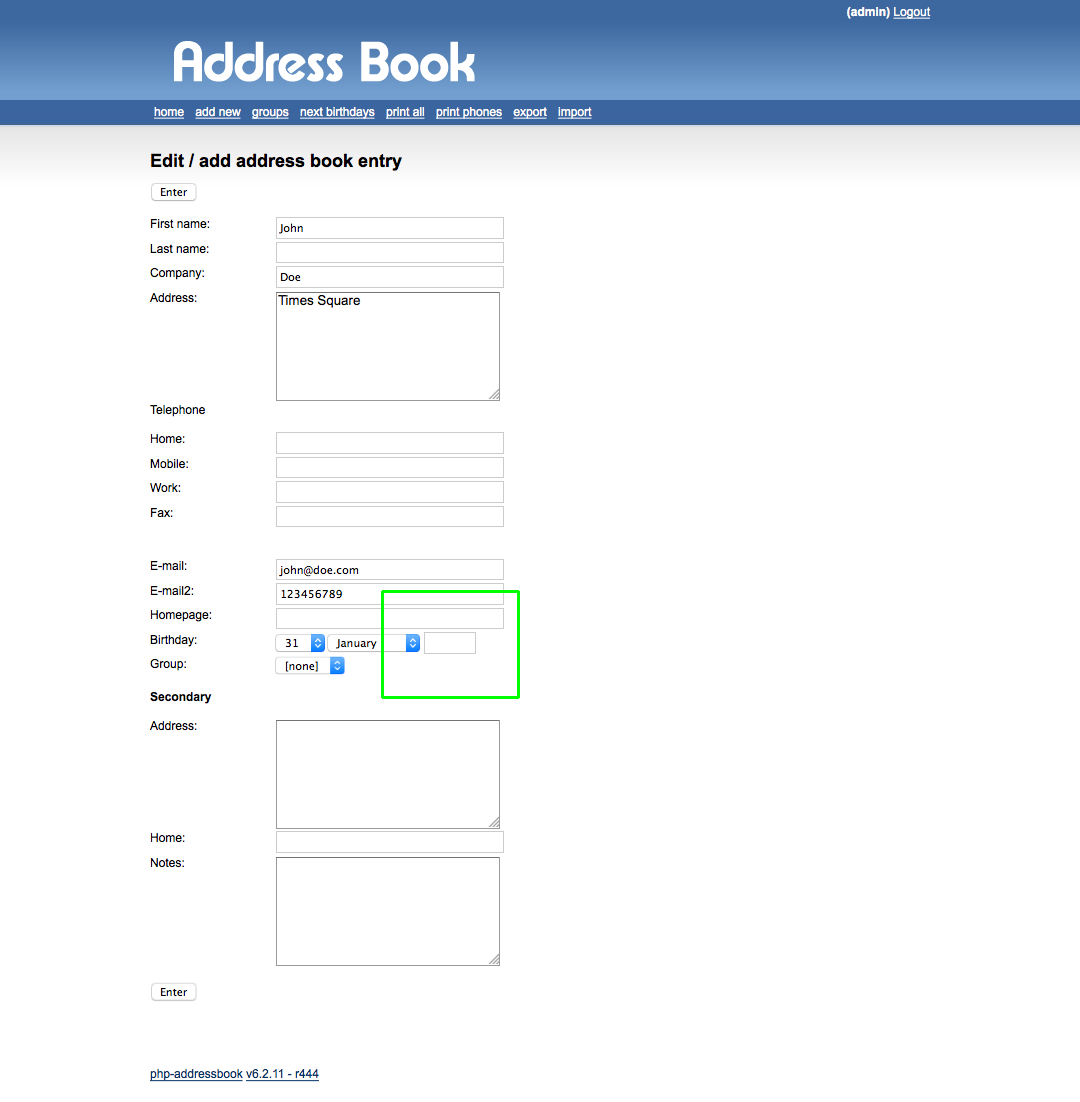 (admin) Logout
Address Book
home add new groups next birthdays print all print phones export import
Edit / add address book entry
Enter
First name: John
Last name:
Company: Doe
Address: Times Square
Telephone
Home:
Mobile:
Work:
Fax:
E-mail: john@doe.com
E-mail2: 123456789
Homepage:
Birthday: 31 January
Group: [none]
Secondary
Address:
Home:
Notes:
Enter
php-addressbook v6.2.11 - r444